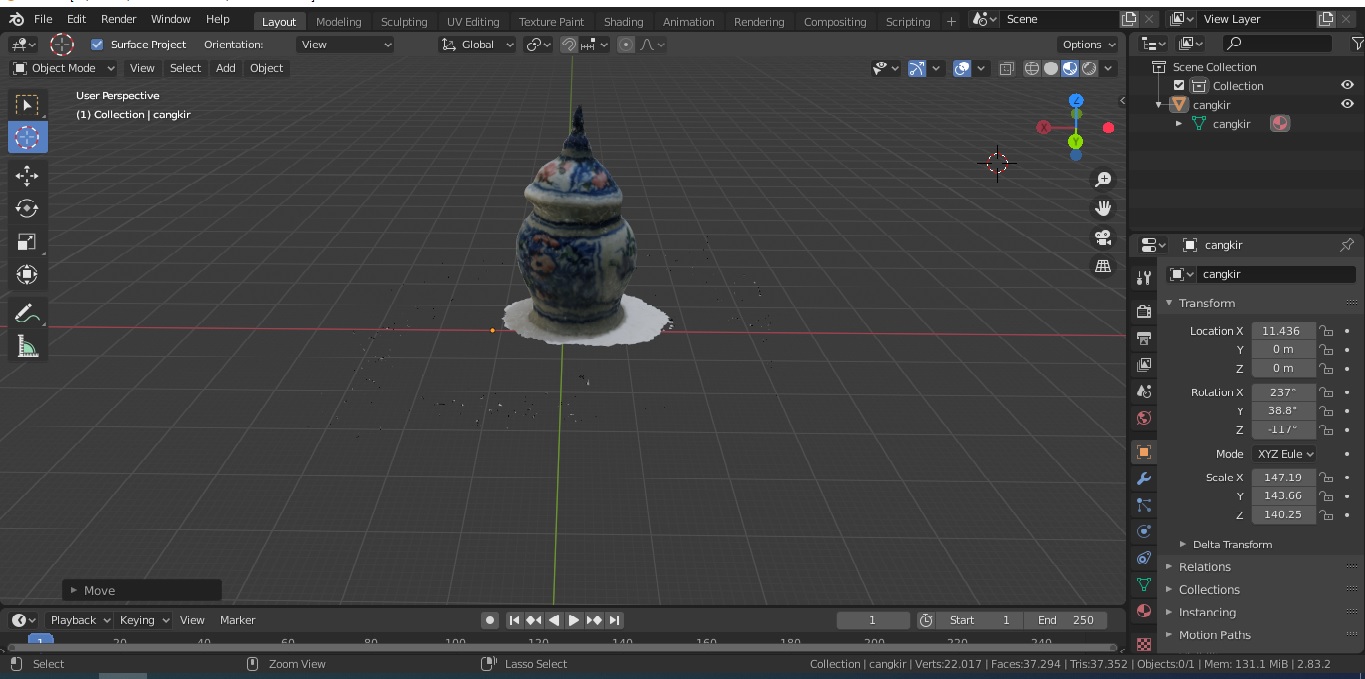 File Edit Render Window Help Layout Modeling Sculpting UV Editing Texture Paint Shading Animation Rendering Compositing Scripting + Scene View Layer
Surface Project Orientation: View Global Options
Object Mode View Select Add Object
User Perspective
(1) Collection | cangkir
Z
X
Y
Scene Collection
Collection
cangkir
cangkir
cangkir
cangkir
Transform
Location X 11.436
Y 0 m
Z 0 m
Rotation X 237°
Y 38.8°
Z -117°
Mode XYZ Eule
Scale X 147.19
Y 143.66
Z 140.25
Delta Transform
Relations
Collections
Instancing
Motion Paths
Move
Playback Keying View Marker 1 Start 1 End 250
1 20 40 60 80 100 120 140 160 180 200 220 240
Select Zoom View Lasso Select Collection | cangkir | Verts:22.017 | Faces:37.294 | Tris:37.352 | Objects:0/1 | Mem: 131.1 MiB | 2.83.2